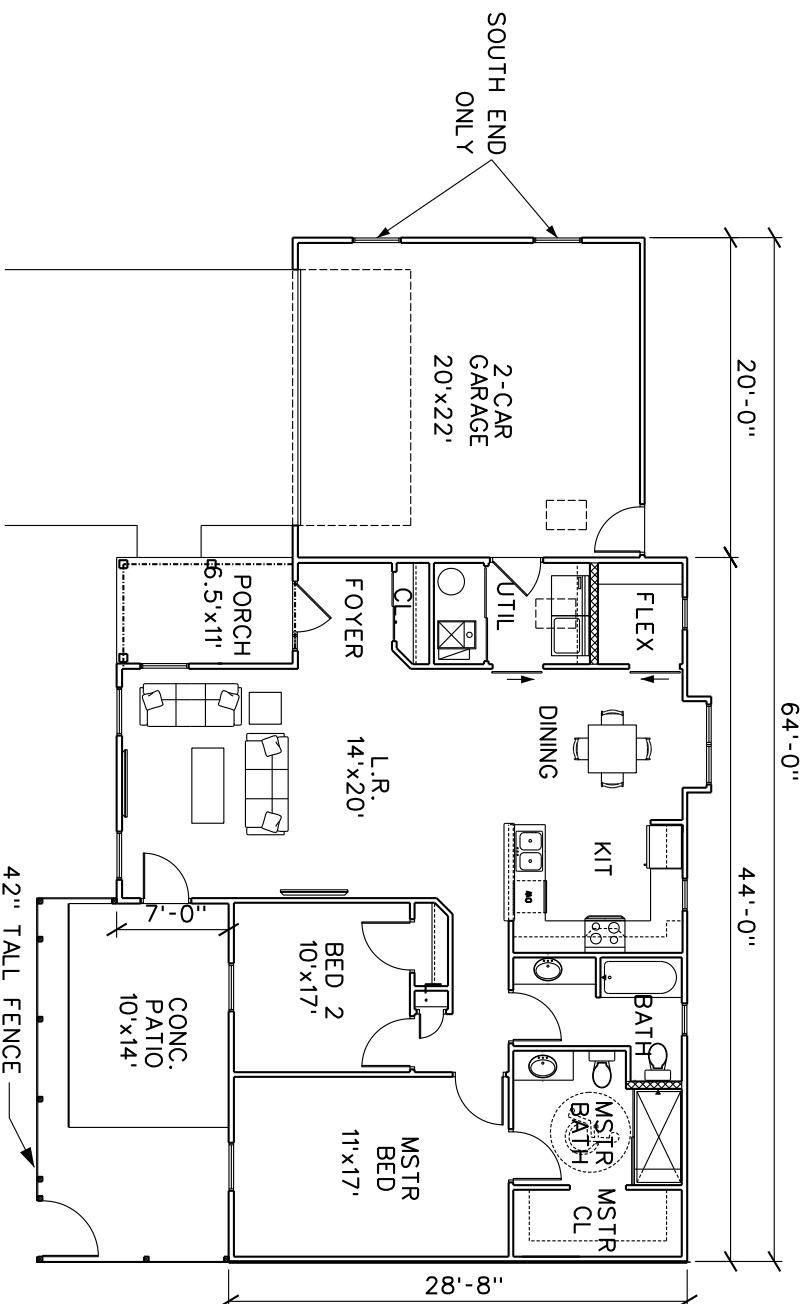 SOUTH END
ONLY
64'-0"
20'-0"
44'-0"
2-CAR
GARAGE
20'x22'
FLEX
UTIL
CL
FOYER
PORCH
6.5'x11'
DINING
KIT
L.R.
14'x20'
BATH
BED 2
10'x17'
MSTR
BATH
MSTR
CL
MSTR
BED
11'x17'
7'-0"
CONC.
PATIO
10'x14'
42" TALL FENCE
28'-8"